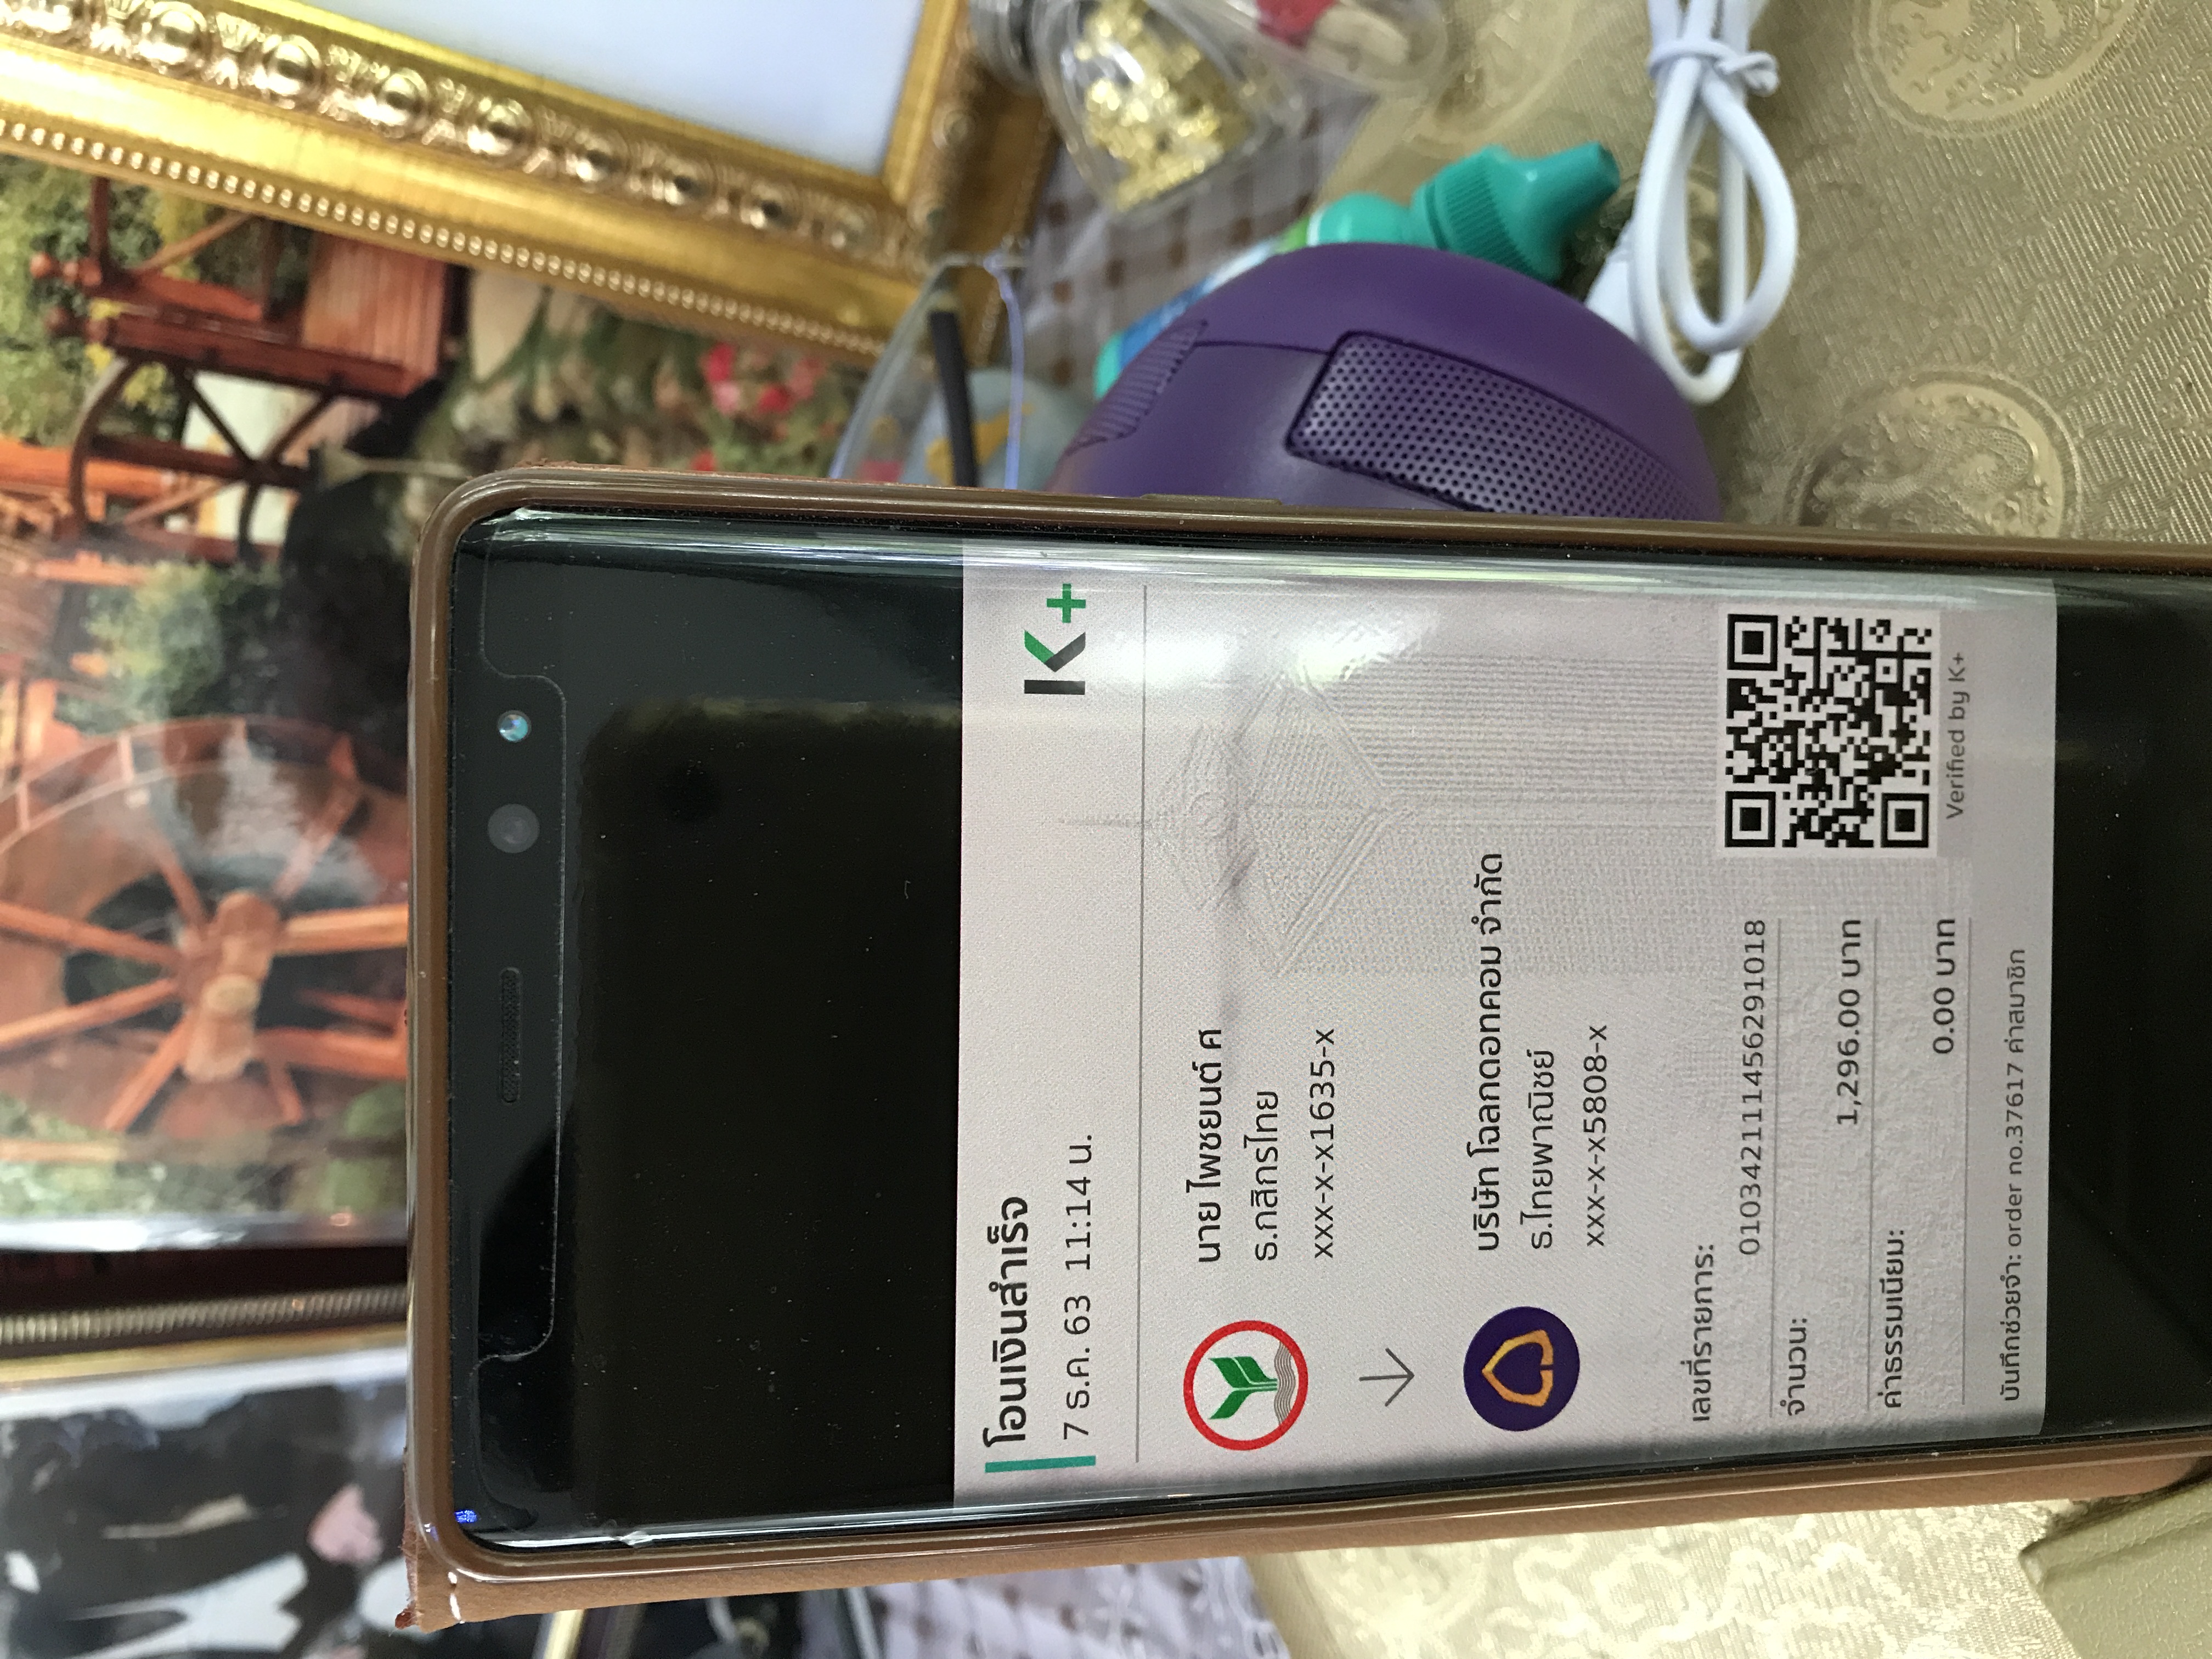 โอนเงินสำเร็จ
7 ธ.ค. 63 11:14 น.
K+
นาย ไพชยนต์ ศ
ธ.กสิกรไทย
xxx-x-x1635-x
บริษัท โฉลกดอทคอม จำกัด
ธ.ไทยพาณิชย์
xxx-x-x5808-x
เลขที่รายการ:
010342111456291018
จำนวน:
1,296.00 บาท
ค่าธรรมเนียม:
0.00 บาท
Verified by K+
บันทึกช่วยจำ: order no.37617 ค่าสมาชิก